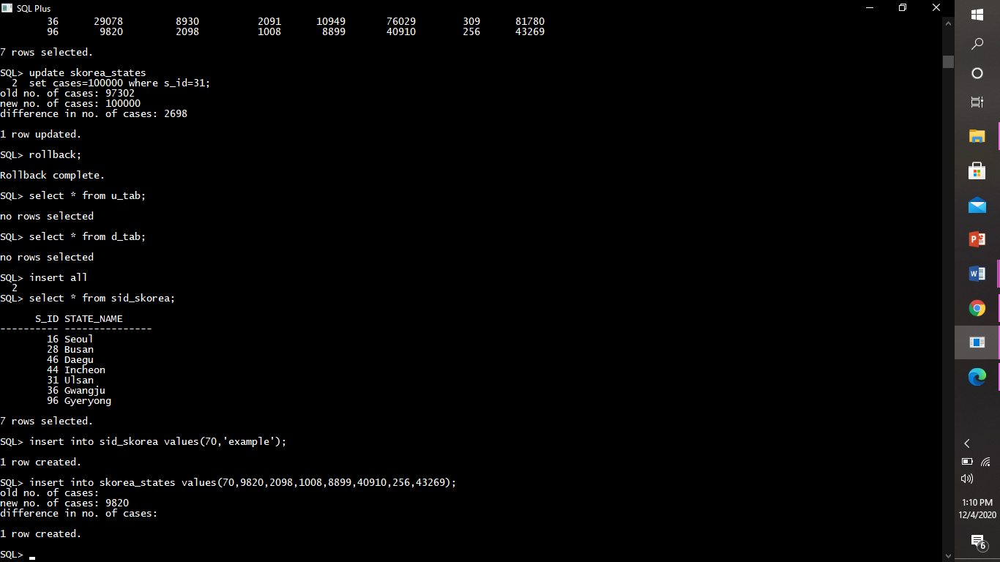 SQL Plus
36 29078 8930 2091 10949 76029 309 81780
96 9820 2098 1008 8899 40910 256 43269
7 rows selected.
SQL> update skorea_states
2 set cases=100000 where s_id=31;
old no. of cases: 97302
new no. of cases: 100000
difference in no. of cases: 2698
1 row updated.
SQL> rollback;
Rollback complete.
SQL> select * from u_tab;
no rows selected
SQL> select * from d_tab;
no rows selected
SQL> insert all
2
SQL> select * from sid_skorea;
S_ID STATE_NAME
---------- ---------------
16 Seoul
28 Busan
46 Daegu
44 Incheon
31 Ulsan
36 Gwangju
96 Gyeryong
7 rows selected.
SQL> insert into sid_skorea values(70,'example');
1 row created.
SQL> insert into skorea_states values(70,9820,2098,1008,8899,40910,256,43269);
old no. of cases:
new no. of cases: 9820
difference in no. of cases:
1 row created.
SQL>
P
W
1:10 PM
12/4/2020
6